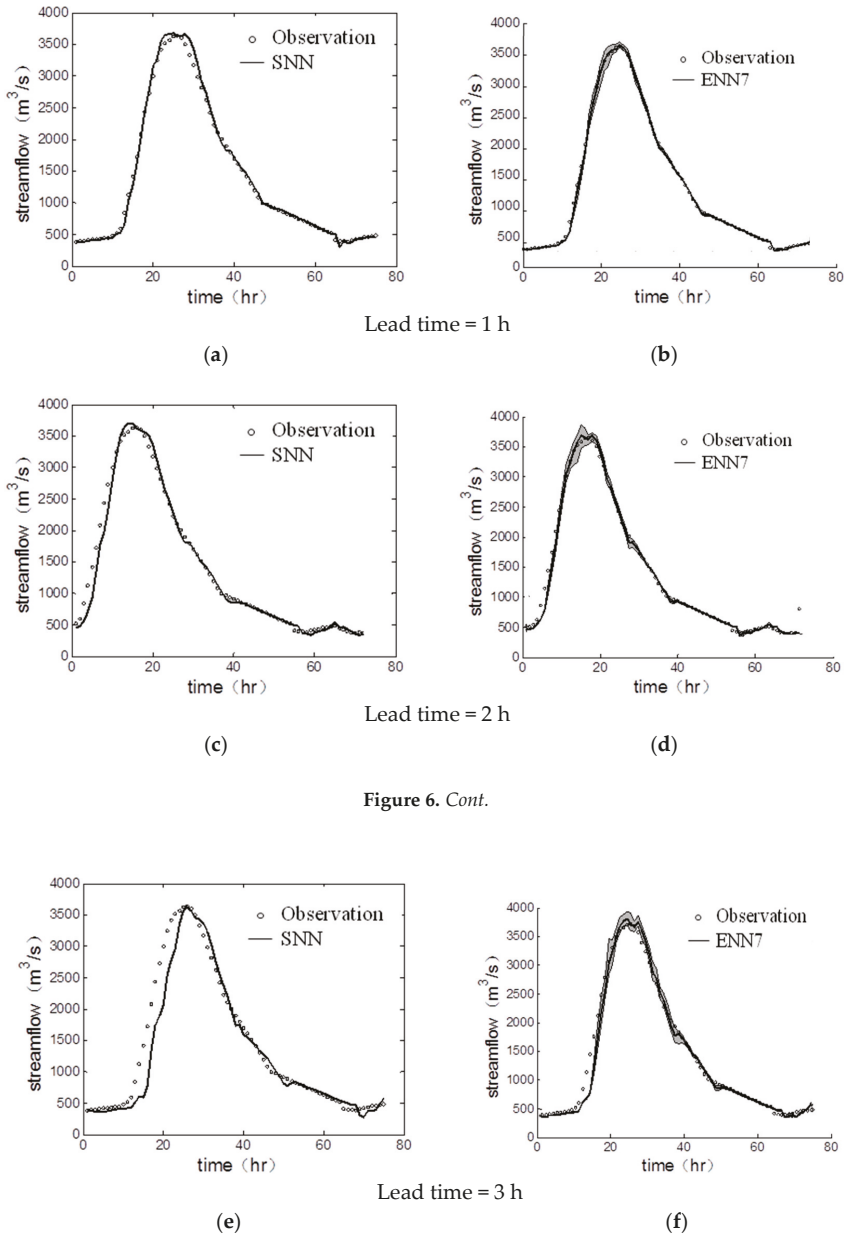 4000
3500
3000
2500
2000
1500
1000
500
0
streamflow (m³/s)
Observation
SNN
0 20 40 60 80
time (hr)
4000
3500
3000
2500
2000
1500
1000
500
0
streamflow (m³/s)
Observation
ENN7
0 20 40 60 80
time (hr)
Lead time = 1 h
(a) (b)
4000
3500
3000
2500
2000
1500
1000
500
0
streamflow (m³/s)
Observation
SNN
0 20 40 60 80
time (hr)
4000
3500
3000
2500
2000
1500
1000
500
0
streamflow (m³/s)
Observation
ENN7
0 20 40 60 80
time (hr)
Lead time = 2 h
(c) (d)
Figure 6. Cont.
4000
3500
3000
2500
2000
1500
1000
500
0
streamflow (m³/s)
Observation
SNN
0 20 40 60 80
time (hr)
4000
3500
3000
2500
2000
1500
1000
500
0
streamflow (m³/s)
Observation
ENN7
0 20 40 60 80
time (hr)
Lead time = 3 h
(e) (f)